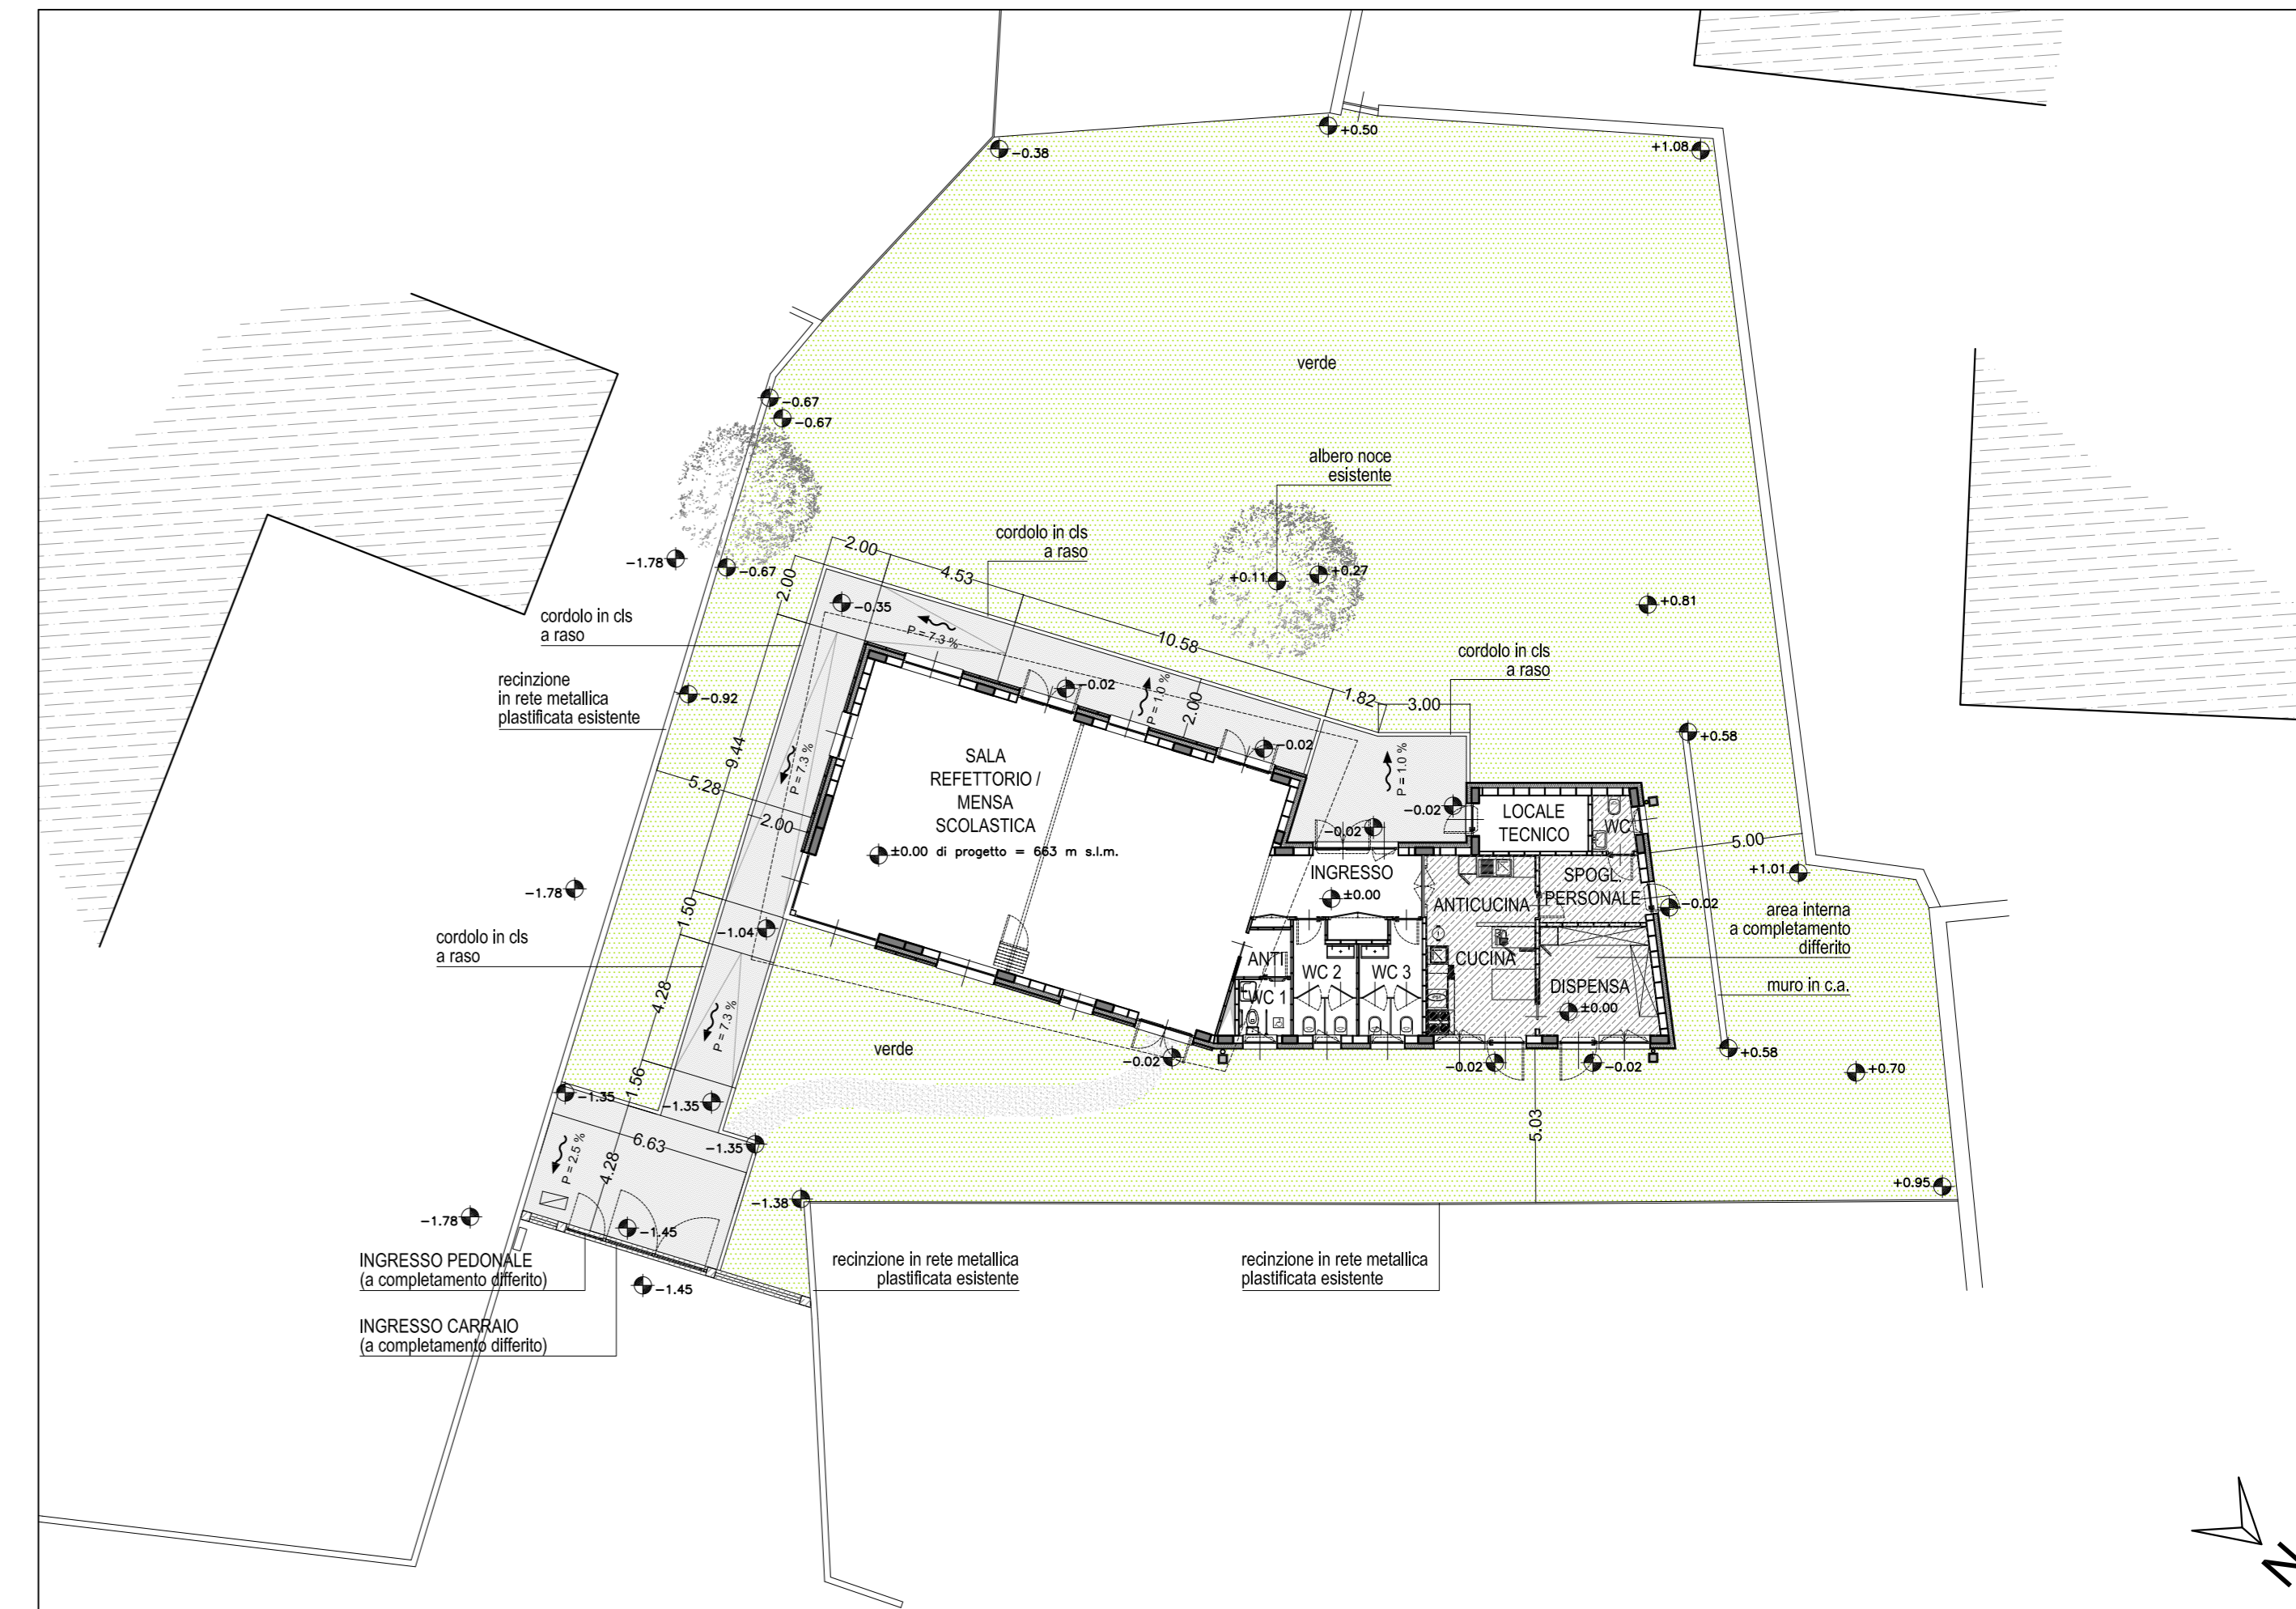 +0.50
-0.38
+1.08
verde
-0.67
-0.67
albero noce
esistente
cordolo in cls
a raso
2.00
4.53
-1.78
-0.67
2.00
+0.11
+0.27
-0.35
+0.81
cordolo in cls
a raso
P = 7.3 %
10.58
cordolo in cls
a raso
recinzione
in rete metallica
plastificata esistente
-0.92
-0.02
P = 1.0 %
2.00
1.82
3.00
+0.58
9.44
P = 7.3 %
SALA
REFETTORIO /
MENSA
SCOLASTICA
-0.02
P = 1.0 %
5.28
2.00
-0.02
-0.02
LOCALE
TECNICO
WC
5.00
±0.00 di progetto = 663 m s.l.m.
+1.01
-1.78
INGRESSO
±0.00
SPOGL.
PERSONALE
ANTICUCINA
-0.02
1.50
-1.04
area interna
a completamento
differito
cordolo in cls
a raso
ANTI
WC 2
WC 3
CUCINA
DISPENSA
±0.00
muro in c.a.
WC 1
4.28
P = 7.3 %
verde
-0.02
-0.02
-0.02
+0.58
+0.70
1.56
-1.35
-1.35
-1.35
6.63
P = 2.5 %
4.28
5.03
-1.38
+0.95
-1.78
-1.45
INGRESSO PEDONALE
(a completamento differito)
-1.45
recinzione in rete metallica
plastificata esistente
recinzione in rete metallica
plastificata esistente
INGRESSO CARRAIO
(a completamento differito)
N